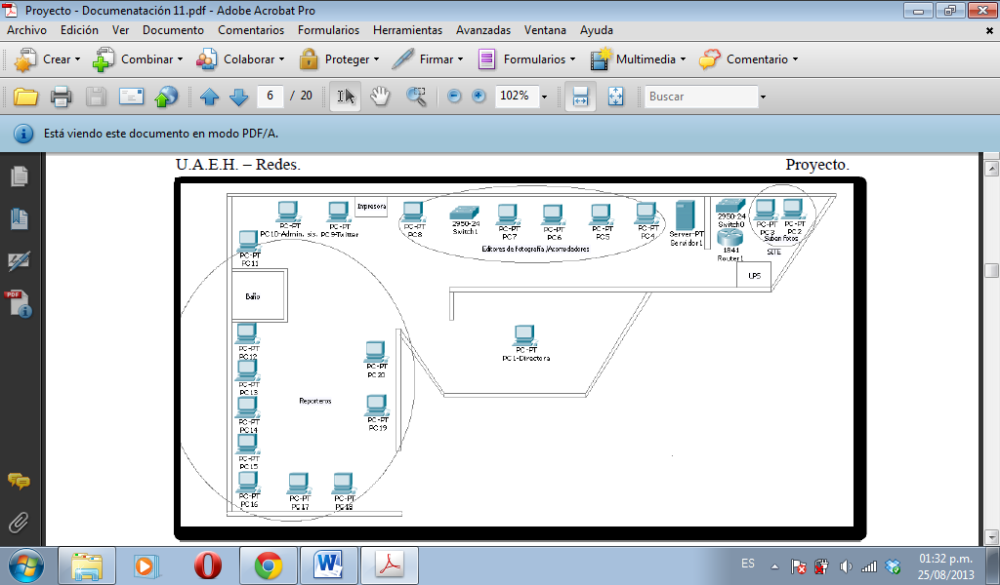 Proyecto - Documenatación 11.pdf - Adobe Acrobat Pro
Archivo Edición Ver Documento Comentarios Formularios Herramientas Avanzadas Ventana Ayuda
Crear Combinar Colaborar Proteger Firmar Formularios Multimedia Comentario
6 / 20 102% Buscar
Está viendo este documento en modo PDF/A.
U.A.E.H. – Redes. Proyecto.
Impresora
PC-PT
PC10-Admin. sis.
PC-PT
PC9-Twitter
PC-PT
PC8
2950-24
Switch1
PC-PT
PC7
PC-PT
PC6
PC-PT
PC5
PC-PT
PC4
Editores de fotografía /Acomodadores
Server-PT
Servidor1
2950-24
Switch0
1841
Router1
PC-PT
PC3
PC-PT
PC2
Suben fotos
SITE
UPS
PC-PT
PC11
Baño
PC-PT
PC12
PC-PT
PC13
PC-PT
PC14
PC-PT
PC15
PC-PT
PC16
PC-PT
PC17
PC-PT
PC18
PC-PT
PC19
PC-PT
PC20
Reporteros
PC-PT
PC1-Directora
PDF
ES
01:32 p.m.
25/08/2013